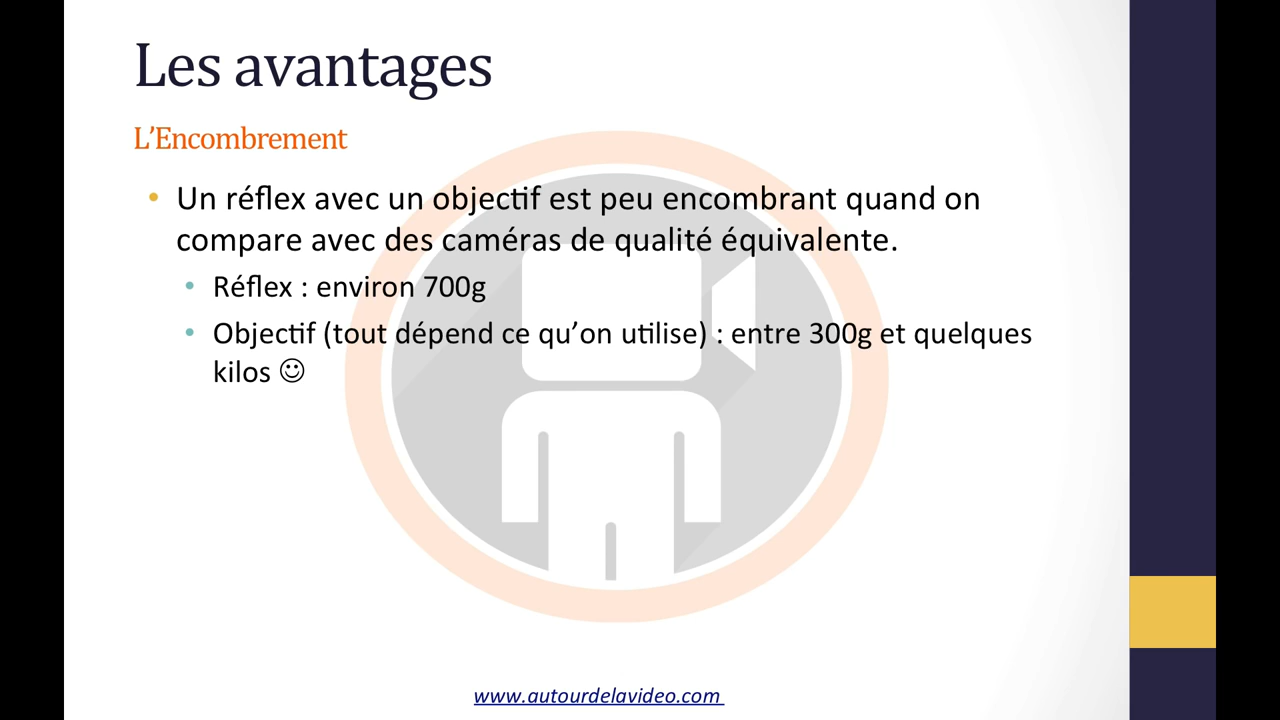 Les avantages
L’Encombrement
• Un réflex avec un objectif est peu encombrant quand on
compare avec des caméras de qualité équivalente.
• Réflex : environ 700g
• Objectif (tout dépend ce qu’on utilise) : entre 300g et quelques
kilos ☺
www.autourdelavideo.com